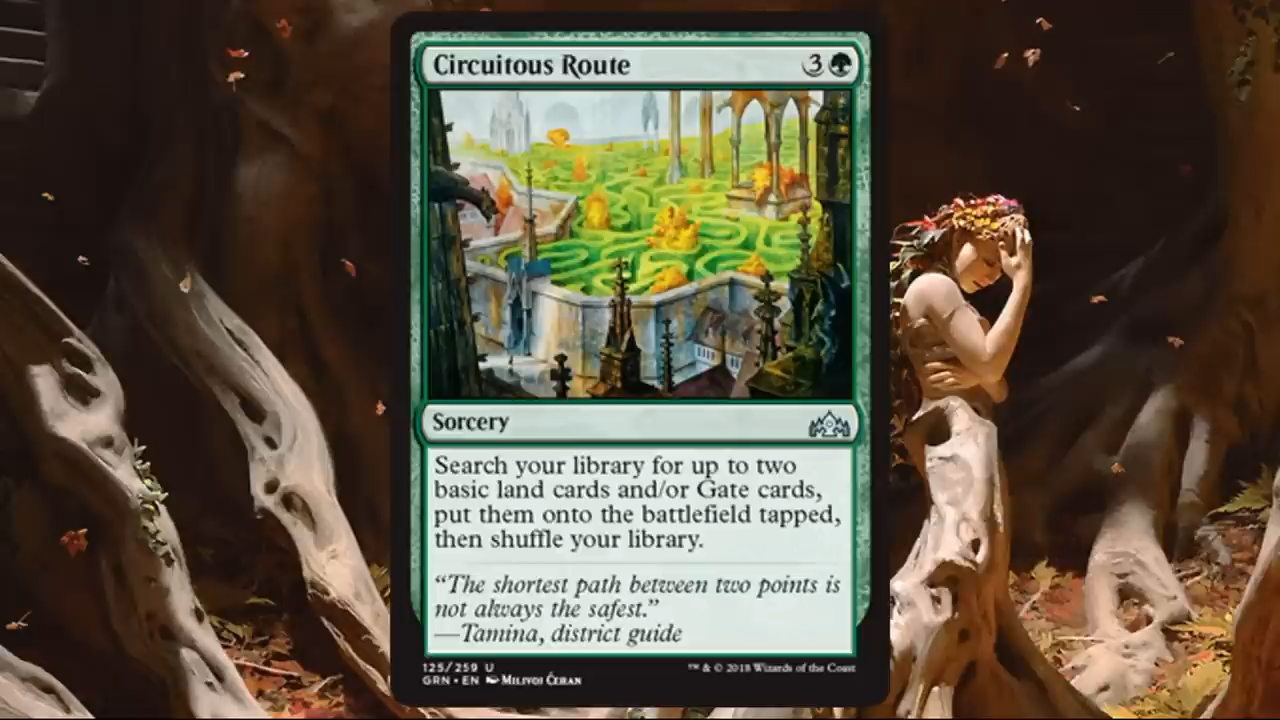 Circuitous Route 3
Sorcery
Search your library for up to two
basic land cards and/or Gate cards,
put them onto the battlefield tapped,
then shuffle your library.
“The shortest path between two points is
not always the safest.”
—Tamina, district guide
125/259 U ™ & © 2018 Wizards of the Coast
GRN • EN Milivoj Ćeran